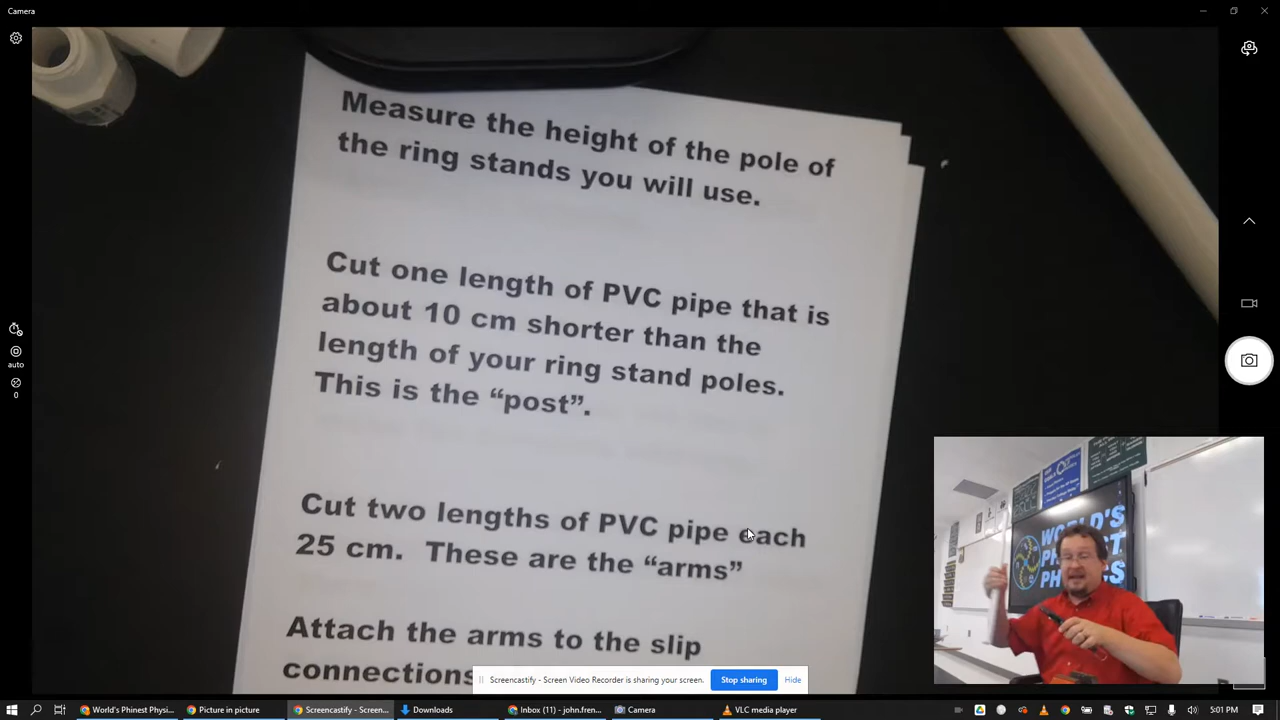 Camera
Measure the height of the pole of
the ring stands you will use.
Cut one length of PVC pipe that is
about 10 cm shorter than the
length of your ring stand poles.
This is the “post”.
Cut two lengths of PVC pipe each
25 cm. These are the “arms”
Attach the arms to the slip
connections
auto
0
WORLD'S
Screencastify - Screen Video Recorder is sharing your screen.
Stop sharing
Hide
World's Phinest Physi...
Picture in picture
Screencastify - Screen...
Downloads
Inbox (11) - john.fren...
Camera
VLC media player
5:01 PM